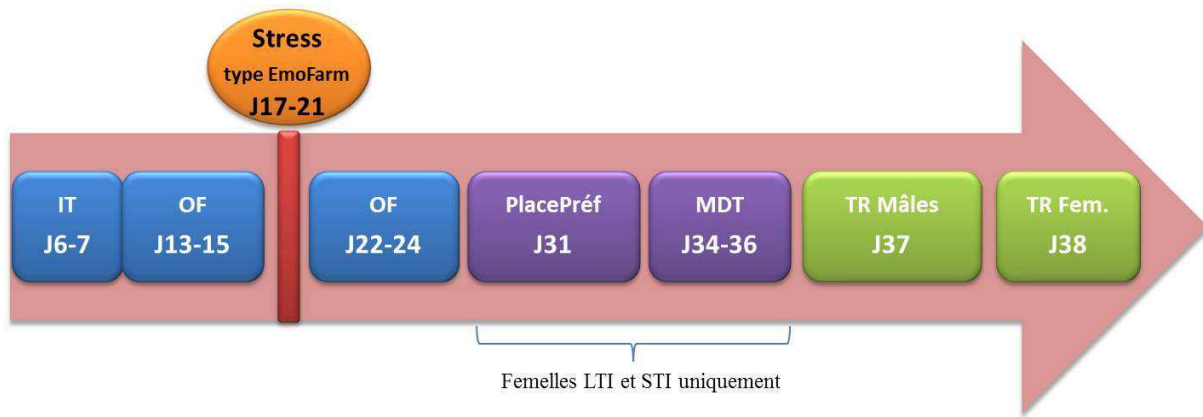 Stress
type EmoFarm
J17-21
IT
J6-7
OF
J13-15
OF
J22-24
PlacePréf
J31
MDT
J34-36
TR Mâles
J37
TR Fem.
J38
Femelles LTI et STI uniquement